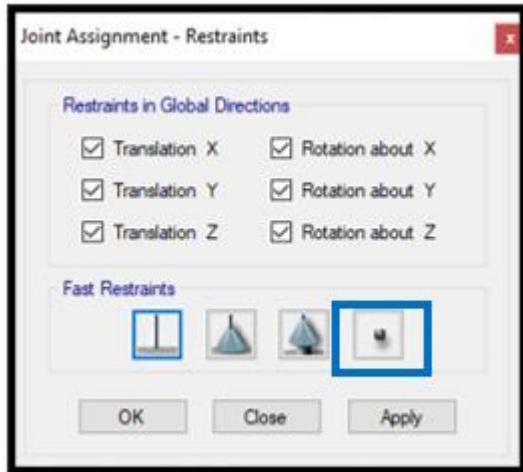 Joint Assignment - Restraints
x
Restraints in Global Directions
Translation X Rotation about X
Translation Y Rotation about Y
Translation Z Rotation about Z
Fast Restraints
OK Close Apply